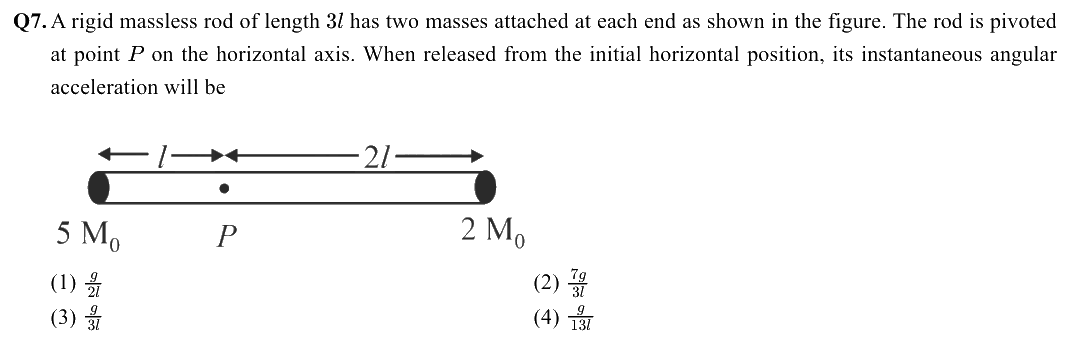 Q7. A rigid massless rod of length 3l has two masses attached at each end as shown in the figure. The rod is pivoted
at point P on the horizontal axis. When released from the initial horizontal position, its instantaneous angular
acceleration will be
l 2l
5 M₀ P 2 M₀
(1) g/2l (2) 7g/3l
(3) g/3l (4) g/13l